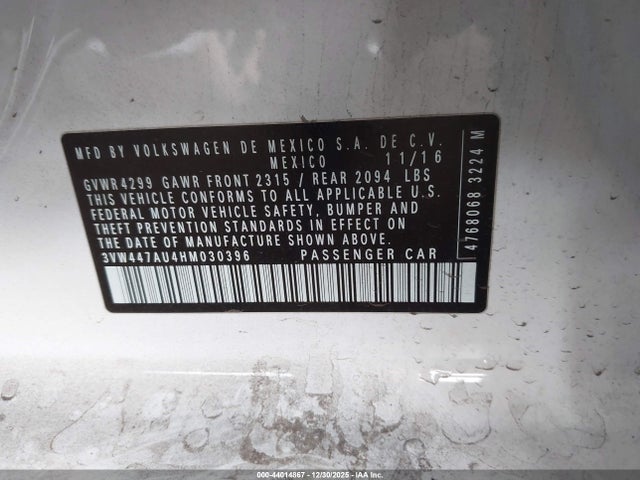 MFD BY VOLKSWAGEN DE MEXICO S.A. DE C.V.
MEXICO 11/16
GVWR 4299 GAWR FRONT 2315 / REAR 2094 LBS
THIS VEHICLE CONFORMS TO ALL APPLICABLE U.S.
FEDERAL MOTOR VEHICLE SAFETY, BUMPER AND
THEFT PREVENTION STANDARDS IN EFFECT ON
THE DATE OF MANUFACTURE SHOWN ABOVE.
3VW447AU4HM030396 PASSENGER CAR
4768068 3224 M
000-44014867 - 12/30/2025 - IAAI Inc.